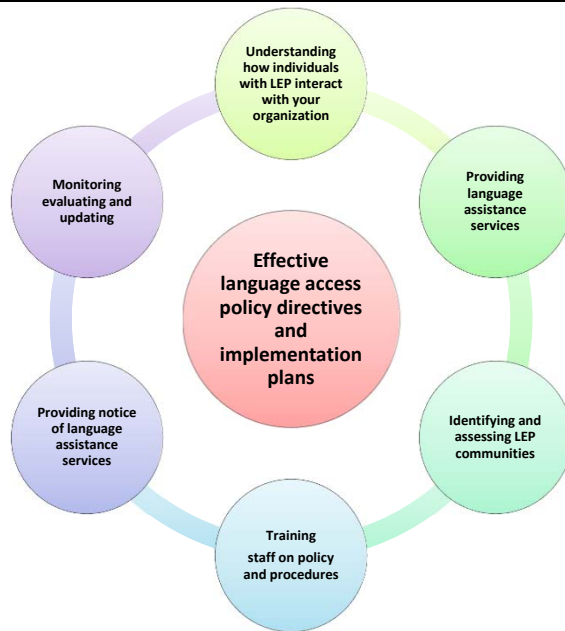 Understanding
how individuals
with LEP interact
with your
organization
Providing
language
assistance
services
Identifying and
assessing LEP
communities
Training
staff on policy
and procedures
Providing notice
of language
assistance
services
Monitoring
evaluating and
updating
Effective
language access
policy directives
and
implementation
plans